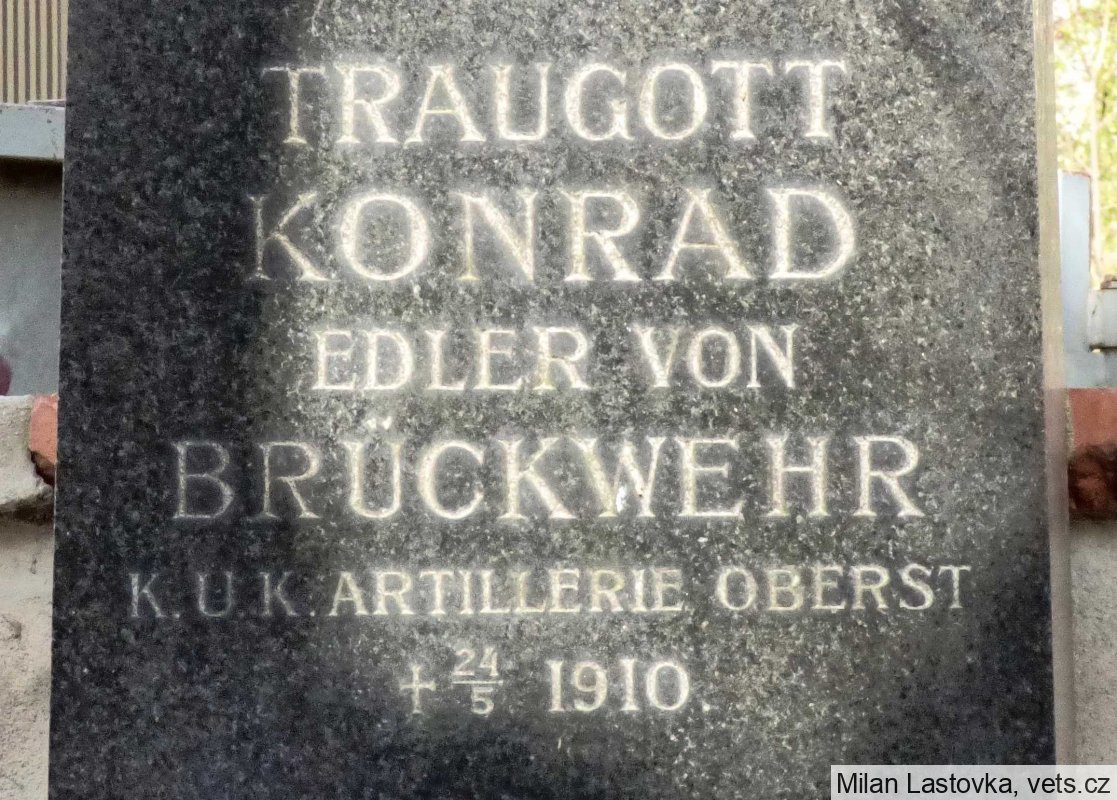 TRAUGOTT
KONRAD
EDLER VON
BRÜCKWEHR
K.U.K. ARTILLERIE OBERST
† 24/5 1910
Milan Lastovka, vets.cz